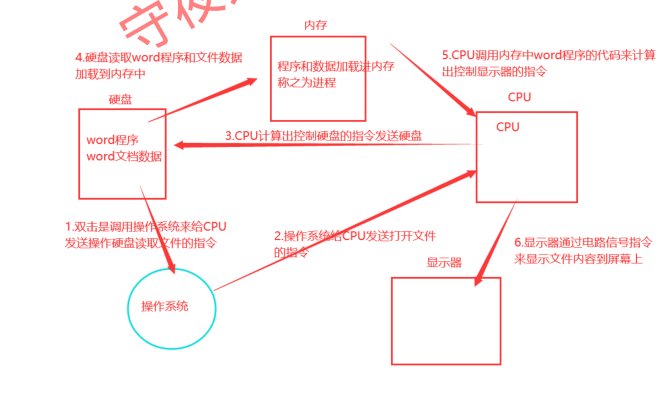 守俊
内存
4.硬盘读取word程序和文件数据
加载到内存中
程序和数据加载进内存
称之为进程
5.CPU调用内存中word程序的代码来计算
出控制显示器的指令
硬盘
CPU
word程序
word文档数据
3.CPU计算出控制硬盘的指令发送硬盘
CPU
1.双击是调用操作系统来给CPU
发送操作硬盘读取文件的指令
2.操作系统给CPU发送打开文件
的指令
6.显示器通过电路信号指令
来显示文件内容到屏幕上
显示器
操作系统